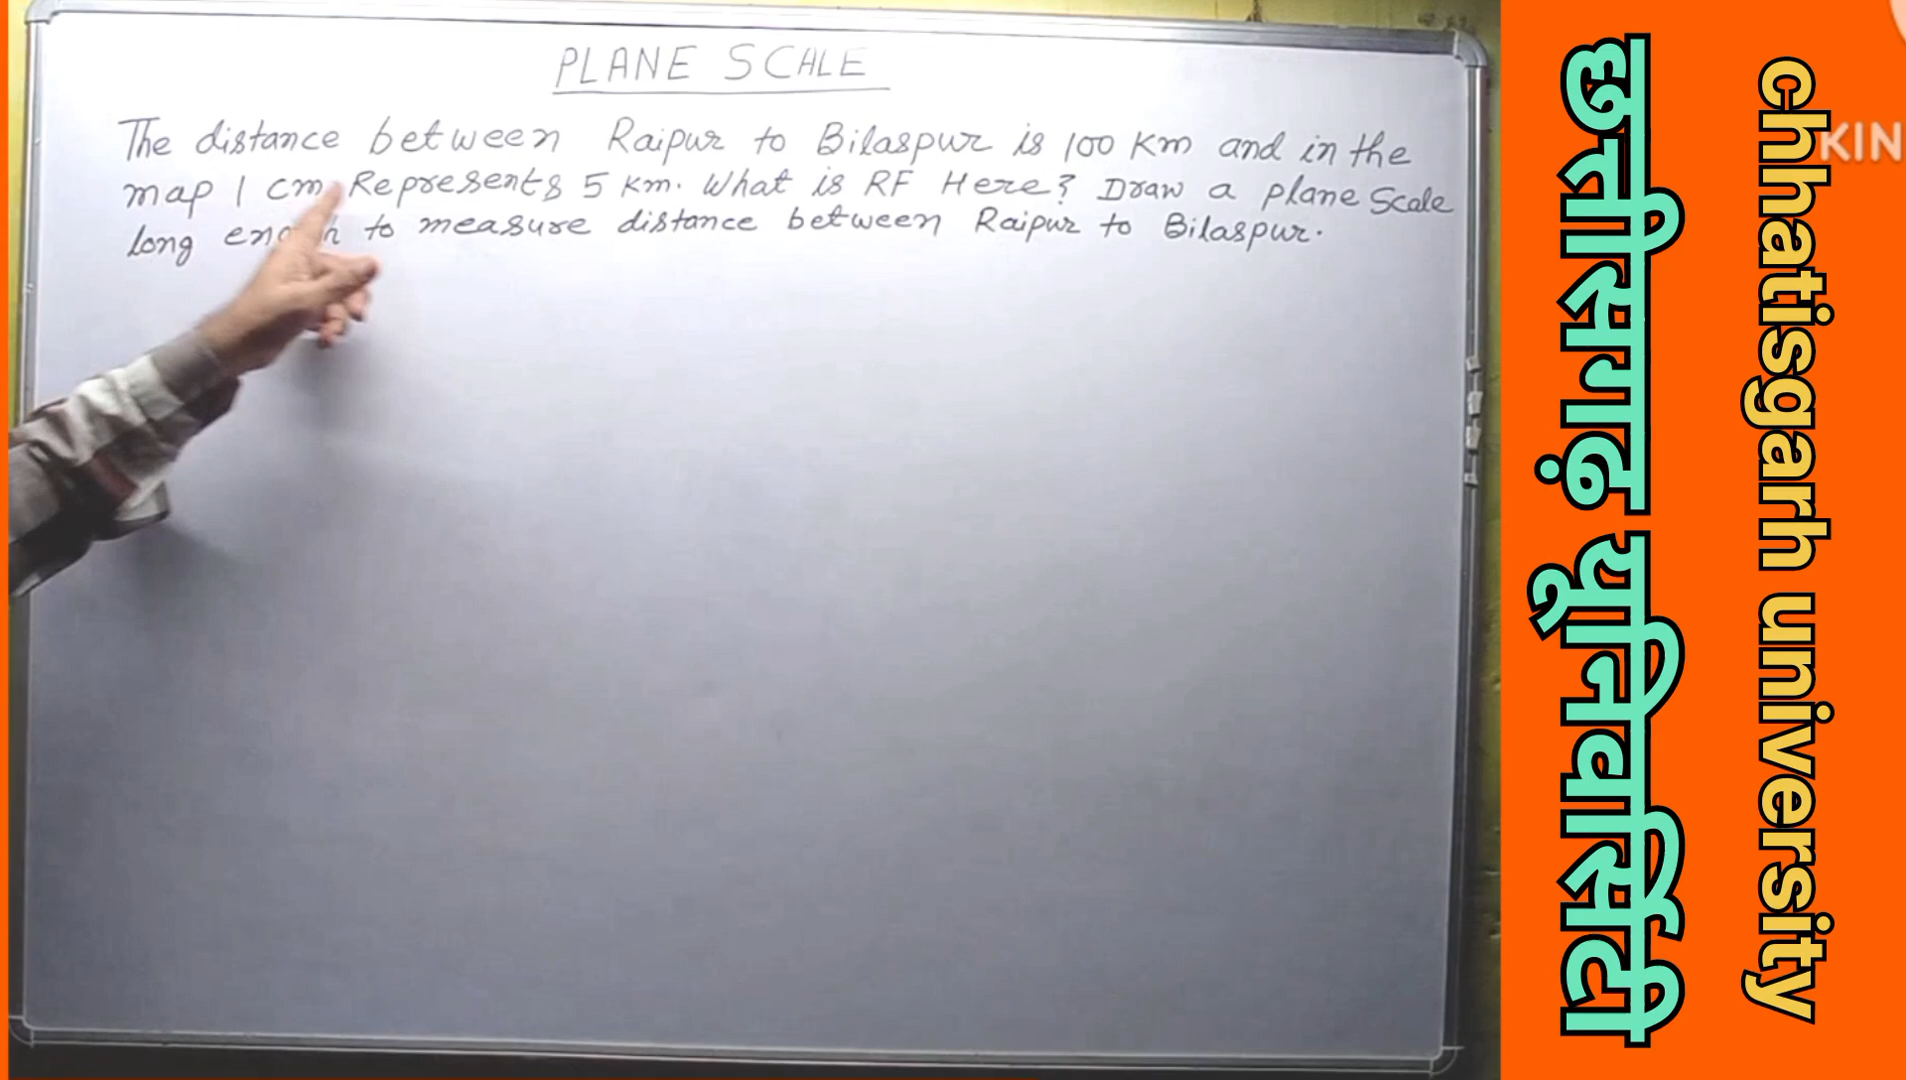 PLANE SCALE
The distance between Raipur to Bilaspur is 100 Km and in the
map 1 cm Represents 5 Km. What is RF Here? Draw a plane Scale
long to measure distance between Raipur to Bilaspur.
छत्तीसगढ़ यूनिवर्सिटी
chhatisgarh university
KIN